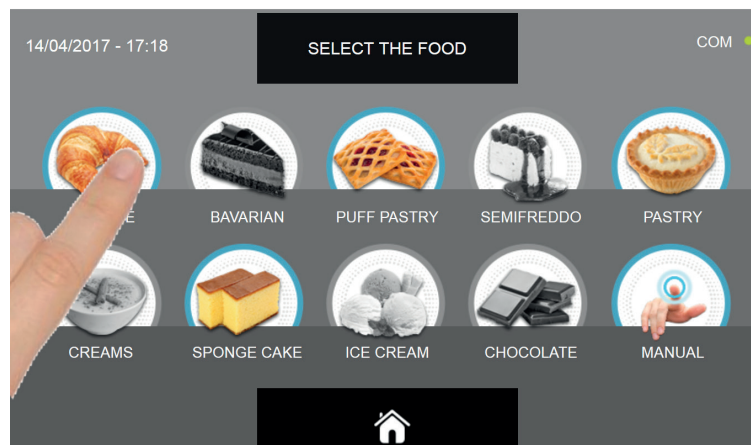 14/04/2017 - 17:18
SELECT THE FOOD
COM
BAVARIAN
PUFF PASTRY
SEMIFREDDO
PASTRY
CREAMS
SPONGE CAKE
ICE CREAM
CHOCOLATE
MANUAL